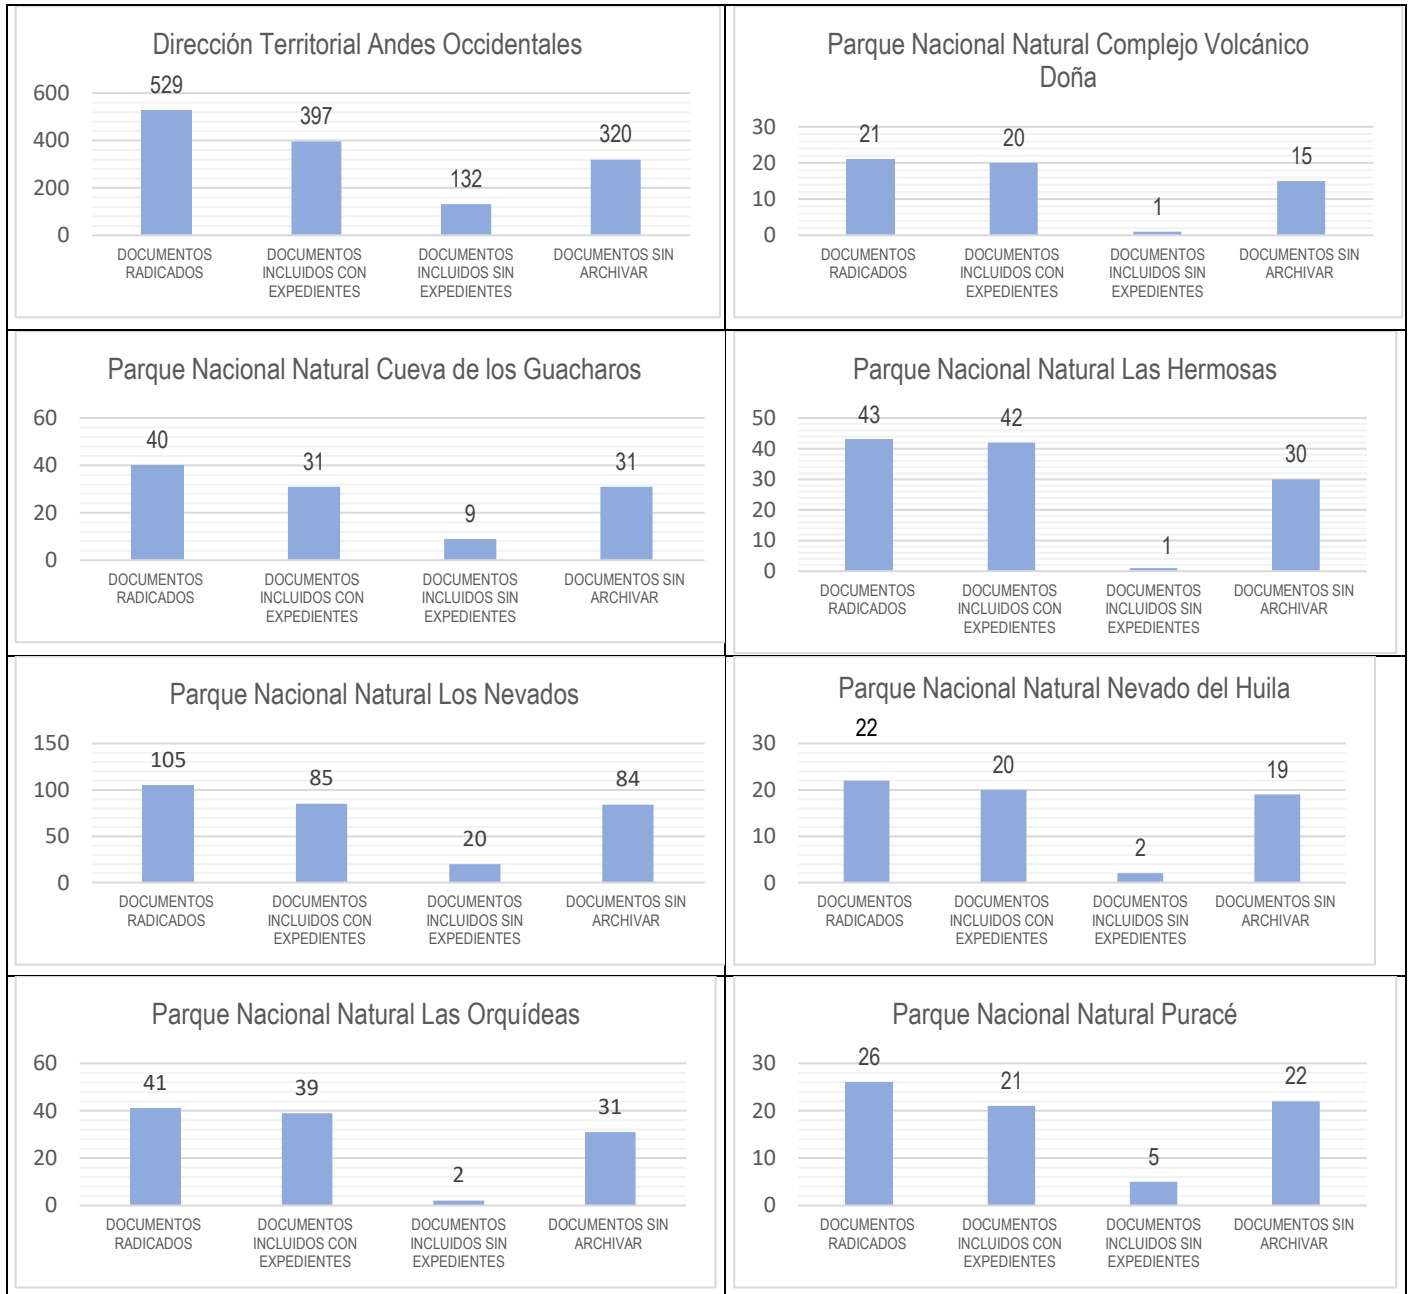 Dirección Territorial Andes Occidentales
600
400
200
0
529
397
132
320
DOCUMENTOS
RADICADOS
DOCUMENTOS
INCLUIDOS CON
EXPEDIENTES
DOCUMENTOS
INCLUIDOS SIN
EXPEDIENTES
DOCUMENTOS SIN
ARCHIVAR
Parque Nacional Natural Complejo Volcánico
Doña
30
20
10
0
21
20
1
15
DOCUMENTOS
RADICADOS
DOCUMENTOS
INCLUIDOS CON
EXPEDIENTES
DOCUMENTOS
INCLUIDOS SIN
EXPEDIENTES
DOCUMENTOS SIN
ARCHIVAR
Parque Nacional Natural Cueva de los Guacharos
60
40
20
0
40
31
9
31
DOCUMENTOS
RADICADOS
DOCUMENTOS
INCLUIDOS CON
EXPEDIENTES
DOCUMENTOS
INCLUIDOS SIN
EXPEDIENTES
DOCUMENTOS SIN
ARCHIVAR
Parque Nacional Natural Las Hermosas
50
40
30
20
10
0
43
42
1
30
DOCUMENTOS
RADICADOS
DOCUMENTOS
INCLUIDOS CON
EXPEDIENTES
DOCUMENTOS
INCLUIDOS SIN
EXPEDIENTES
DOCUMENTOS SIN
ARCHIVAR
Parque Nacional Natural Los Nevados
150
100
50
0
105
85
20
84
DOCUMENTOS
RADICADOS
DOCUMENTOS
INCLUIDOS CON
EXPEDIENTES
DOCUMENTOS
INCLUIDOS SIN
EXPEDIENTES
DOCUMENTOS SIN
ARCHIVAR
Parque Nacional Natural Nevado del Huila
30
20
10
0
22
20
2
19
DOCUMENTOS
RADICADOS
DOCUMENTOS
INCLUIDOS CON
EXPEDIENTES
DOCUMENTOS
INCLUIDOS SIN
EXPEDIENTES
DOCUMENTOS SIN
ARCHIVAR
Parque Nacional Natural Las Orquídeas
60
40
20
0
41
39
2
31
DOCUMENTOS
RADICADOS
DOCUMENTOS
INCLUIDOS CON
EXPEDIENTES
DOCUMENTOS
INCLUIDOS SIN
EXPEDIENTES
DOCUMENTOS SIN
ARCHIVAR
Parque Nacional Natural Puracé
30
20
10
0
26
21
5
22
DOCUMENTOS
RADICADOS
DOCUMENTOS
INCLUIDOS CON
EXPEDIENTES
DOCUMENTOS
INCLUIDOS SIN
EXPEDIENTES
DOCUMENTOS SIN
ARCHIVAR